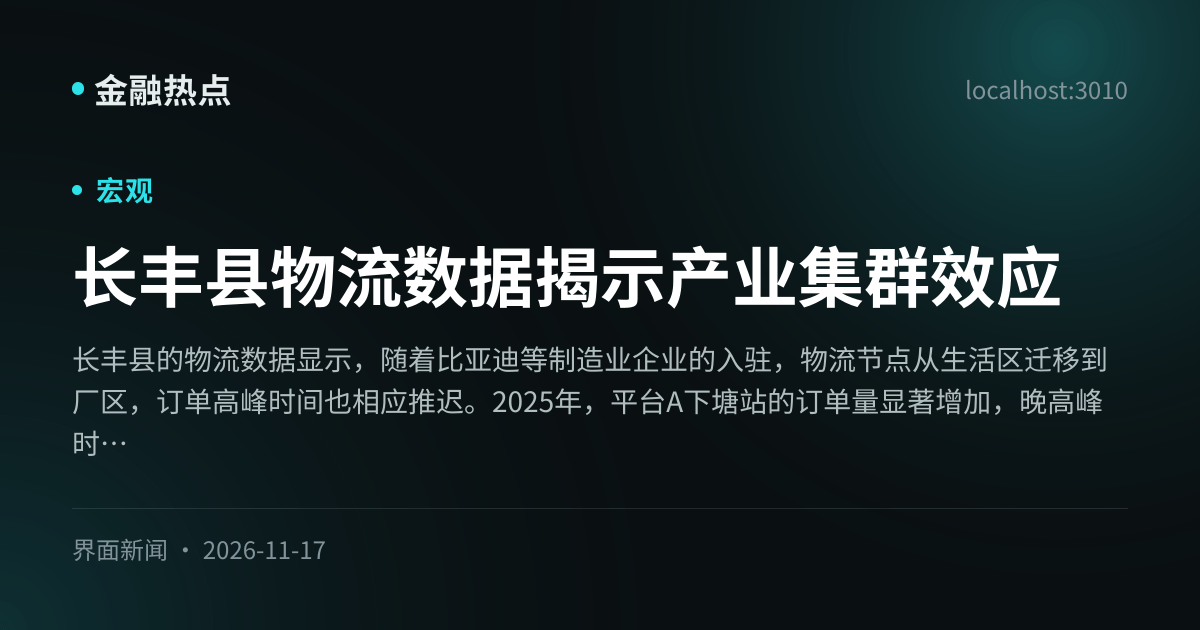 金融热点
localhost:3010
宏观
长丰县物流数据揭示产业集群效应
长丰县的物流数据显示，随着比亚迪等制造业企业的入驻，物流节点从生活区迁移到
厂区，订单高峰时间也相应推迟。2025年，平台A下塘站的订单量显著增加，晚高峰
时…
界面新闻 • 2026-11-17